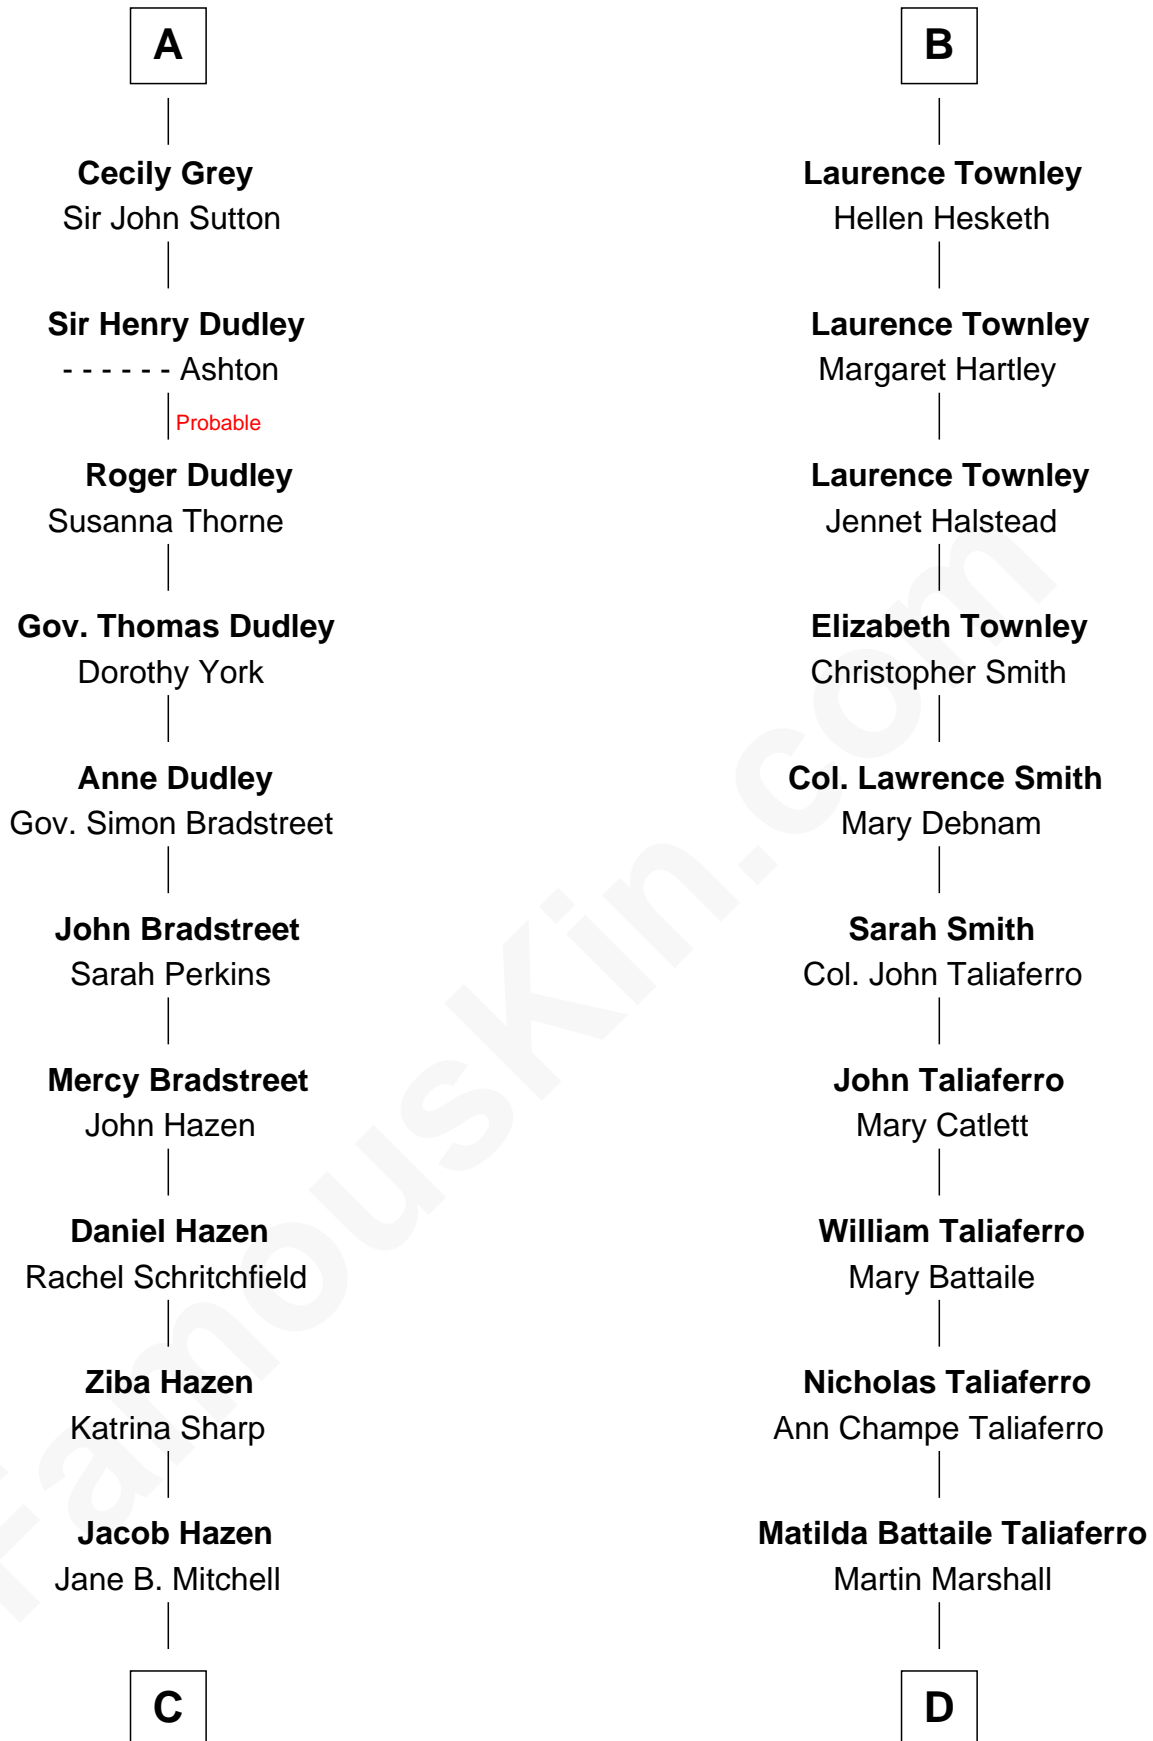 A
Cecily Grey
Sir John Sutton
Sir Henry Dudley
- - - - - - Ashton
Probable
Roger Dudley
Susanna Thorne
Gov. Thomas Dudley
Dorothy York
Anne Dudley
Gov. Simon Bradstreet
John Bradstreet
Sarah Perkins
Mercy Bradstreet
John Hazen
Daniel Hazen
Rachel Schritchfield
Ziba Hazen
Katrina Sharp
Jacob Hazen
Jane B. Mitchell
C
B
Laurence Townley
Hellen Hesketh
Laurence Townley
Margaret Hartley
Laurence Townley
Jennet Halstead
Elizabeth Townley
Christopher Smith
Col. Lawrence Smith
Mary Debnam
Sarah Smith
Col. John Taliaferro
John Taliaferro
Mary Catlett
William Taliaferro
Mary Battaile
Nicholas Taliaferro
Ann Champe Taliaferro
Matilda Battaile Taliaferro
Martin Marshall
D
FamousKin.com